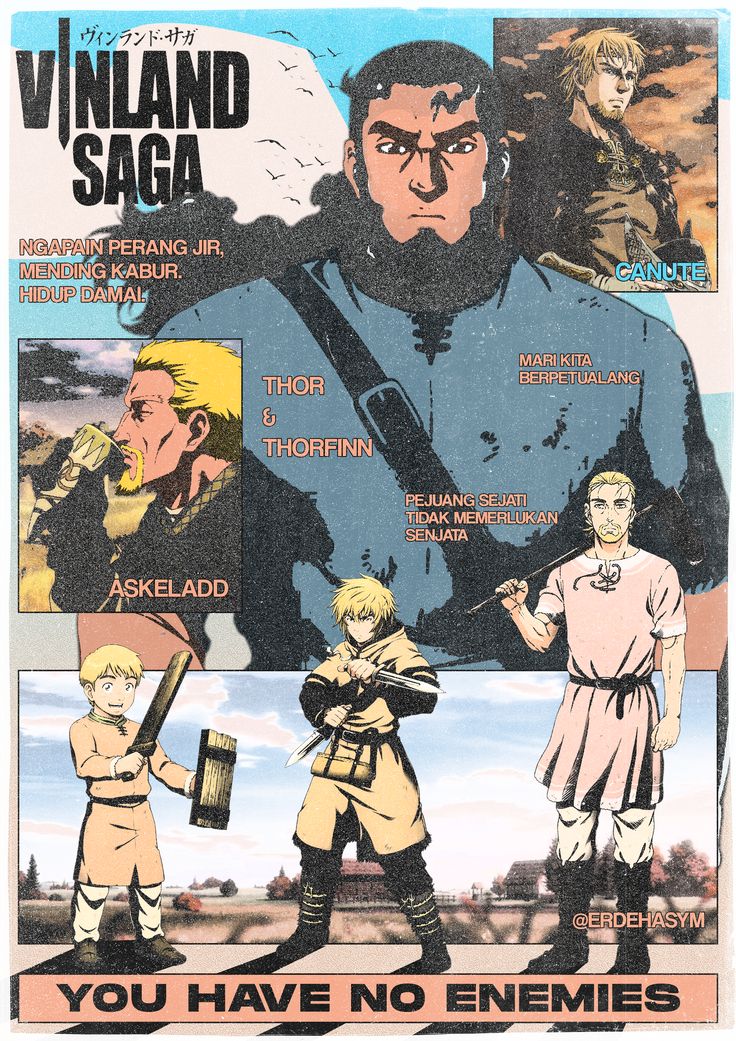 ヴィンランド・サガ
VINLAND
SAGA
NGAPAIN PERANG JIR,
MENDING KABUR.
HIDUP DAMAI.
CANUTE
THOR
&
THORFINN
MARI KITA
BERPETUALANG
PEJUANG SEJATI
TIDAK MEMERLUKAN
SENJATA
ASKELADD
@ERDEHASYM
YOU HAVE NO ENEMIES